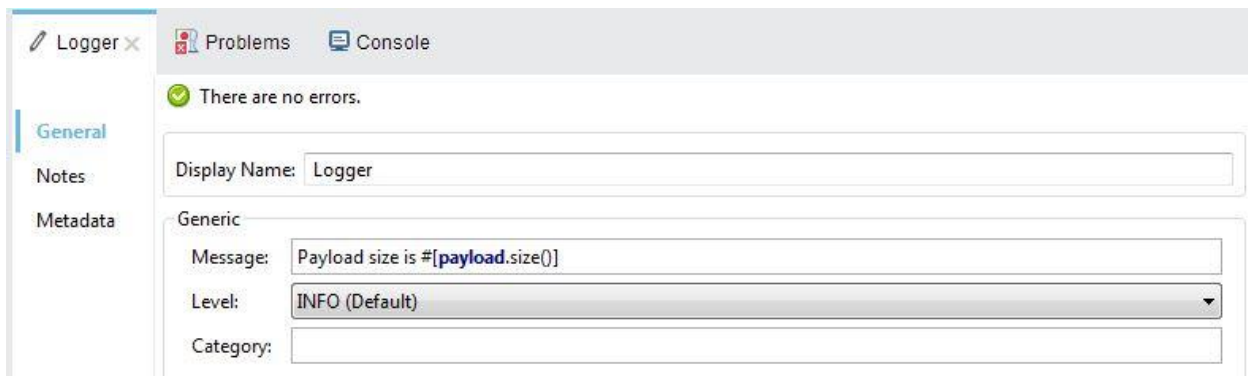 Logger Problems Console
There are no errors.
General
Display Name: Logger
Notes
Metadata
Generic
Message: Payload size is #[payload.size()]
Level: INFO (Default)
Category: